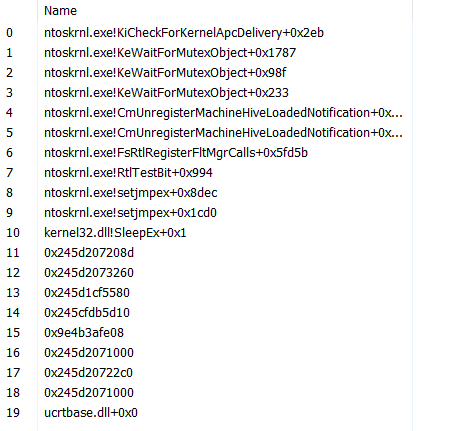 Name
0 ntoskrnl.exe!KiCheckForKernelApcDelivery+0x2eb
1 ntoskrnl.exe!KeWaitForMutexObject+0x1787
2 ntoskrnl.exe!KeWaitForMutexObject+0x98f
3 ntoskrnl.exe!KeWaitForMutexObject+0x233
4 ntoskrnl.exe!CmUnregisterMachineHiveLoadedNotification+0x...
5 ntoskrnl.exe!CmUnregisterMachineHiveLoadedNotification+0x...
6 ntoskrnl.exe!FsRtlRegisterFltMgrCalls+0x5fd5b
7 ntoskrnl.exe!RtlTestBit+0x994
8 ntoskrnl.exe!setjmpex+0x8dec
9 ntoskrnl.exe!setjmpex+0x1cd0
10 kernel32.dll!SleepEx+0x1
11 0x245d207208d
12 0x245d2073260
13 0x245d1cf5580
14 0x245cfdb5d10
15 0x9e4b3afe08
16 0x245d2071000
17 0x245d20722c0
18 0x245d2071000
19 ucrtbase.dll+0x0